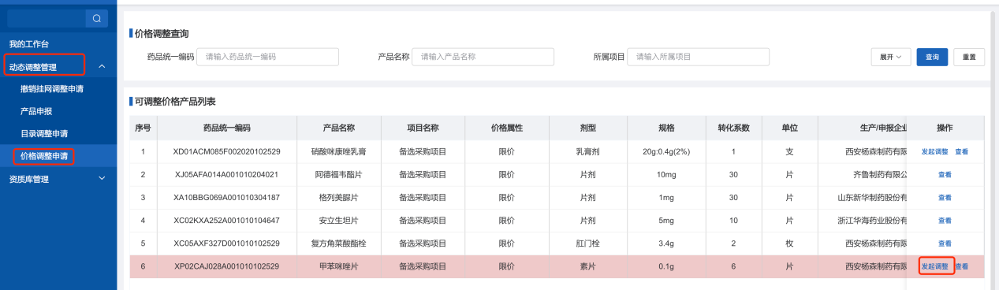 我的工作台
动态调整管理
撤销挂网调整申请
产品申报
目录调整申请
价格调整申请
资质库管理
价格调整查询
药品统一编码 请输入药品统一编码 产品名称 请输入产品名称 所属项目 请输入所属项目 展开 查询 重置
可调整价格产品列表
序号 药品统一编码 产品名称 项目名称 价格属性 剂型 规格 转化系数 单位 生产/申报企业 操作
1 XD01ACM085F002020102529 硝酸咪康唑乳膏 备选采购项目 限价 乳膏剂 20g:0.4g(2%) 1 支 西安杨森制药有限 发起调整 查看
2 XJ05AFA014A001010204021 阿德福韦酯片 备选采购项目 限价 片剂 10mg 30 片 齐鲁制药有限公 查看
3 XA10BBG069A001010304187 格列美脲片 备选采购项目 限价 片剂 1mg 30 片 山东新华制药股份有 查看
4 XC02KXA252A001010104647 安立生坦片 备选采购项目 限价 片剂 5mg 10 片 浙江华海药业股份有 查看
5 XC05AXF327D001010102529 复方角菜酸酯栓 备选采购项目 限价 肛门栓 3.4g 2 枚 西安杨森制药有限 查看
6 XP02CAJ028A001010102529 甲苯咪唑片 备选采购项目 限价 素片 0.1g 6 片 西安杨森制药有限 发起调整 查看